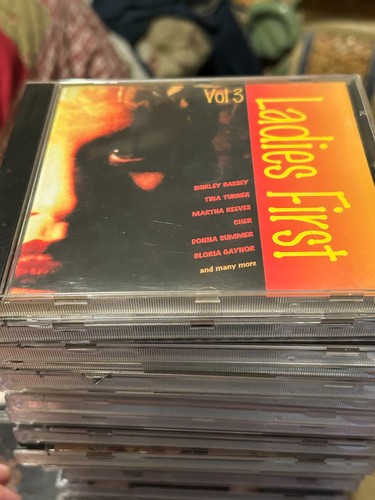 Vol 3
Ladies First
SHIRLEY BASSEY
TINA TURNER
MARTHA REEVES
CHER
DONNA SUMMER
GLORIA GAYNOR
and many more